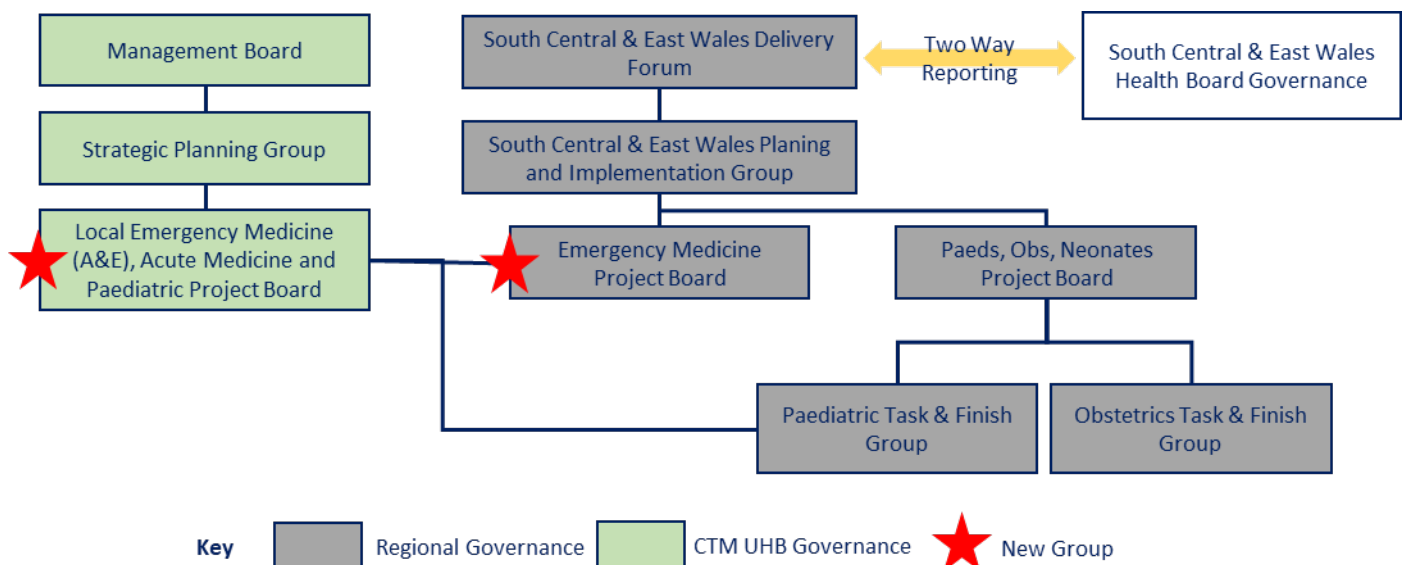 Management Board
Strategic Planning Group
Local Emergency Medicine
(A&E), Acute Medicine and
Paediatric Project Board
South Central & East Wales Delivery
Forum
Two Way
Reporting
South Central & East Wales
Health Board Governance
South Central & East Wales Planing
and Implementation Group
Emergency Medicine
Project Board
Paeds, Obs, Neonates
Project Board
Paediatric Task & Finish
Group
Obstetrics Task & Finish
Group
Key
Regional Governance
CTM UHB Governance
New Group